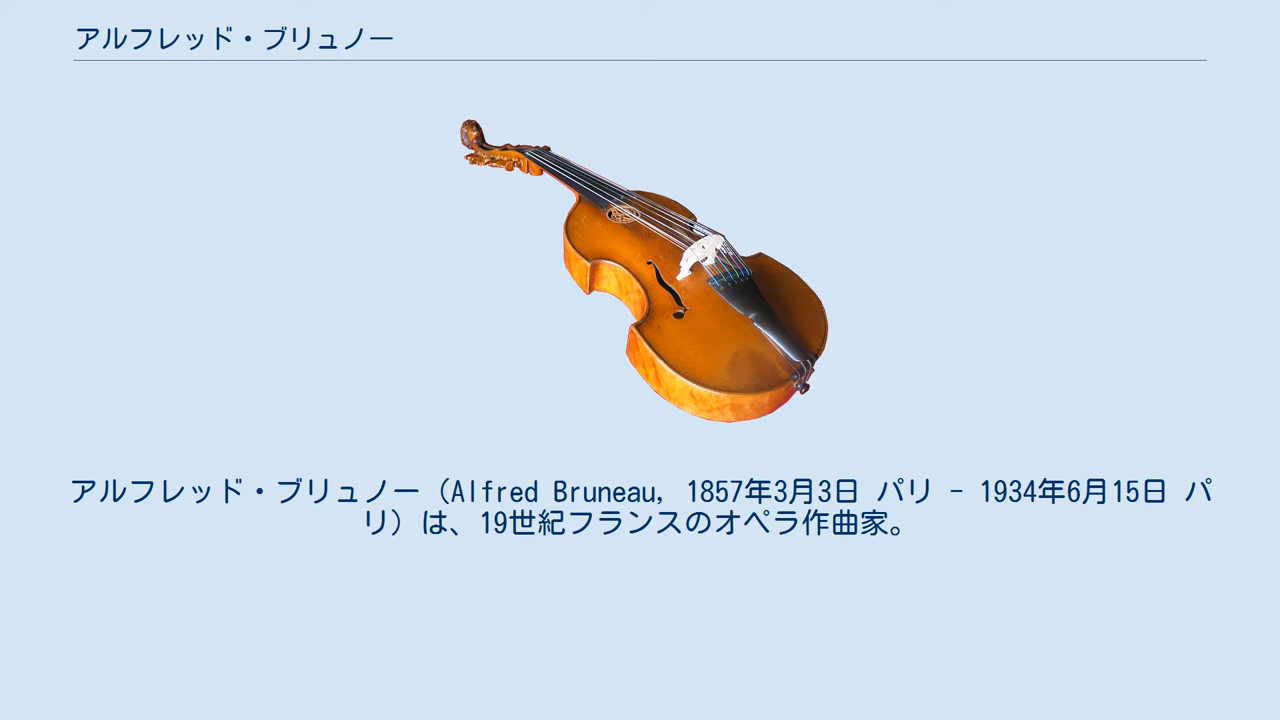 アルフレッド・ブリュノー
アルフレッド・ブリュノー（Alfred Bruneau, 1857年3月3日 パリ - 1934年6月15日 パ
リ）は、19世紀フランスのオペラ作曲家。